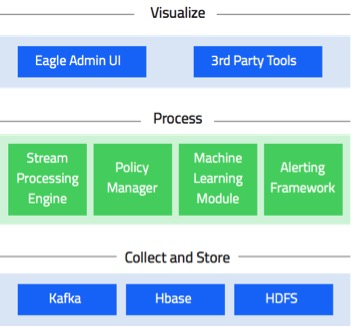 Visualize
Eagle Admin UI
3rd Party Tools
Process
Stream
Processing
Engine
Policy
Manager
Machine
Learning
Module
Alerting
Framework
Collect and Store
Kafka
Hbase
HDFS